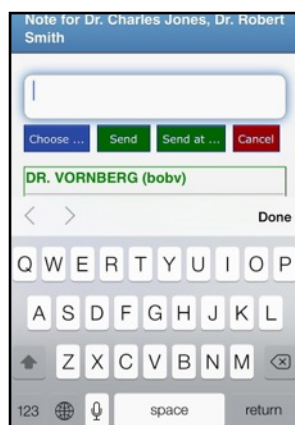 Note for Dr. Charles Jones, Dr. Robert
Smith
Choose ... Send Send at ... Cancel
DR. VORNBERG (bobv)
Done
Q W E R T Y U I O P
A S D F G H J K L
Z X C V B N M
123 space return